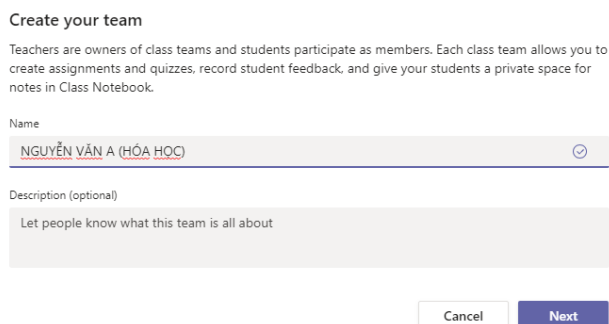 Create your team
Teachers are owners of class teams and students participate as members. Each class team allows you to
create assignments and quizzes, record student feedback, and give your students a private space for
notes in Class Notebook.
Name
NGUYỄN VĂN A (HÓA HỌC)
Description (optional)
Let people know what this team is all about
Cancel Next